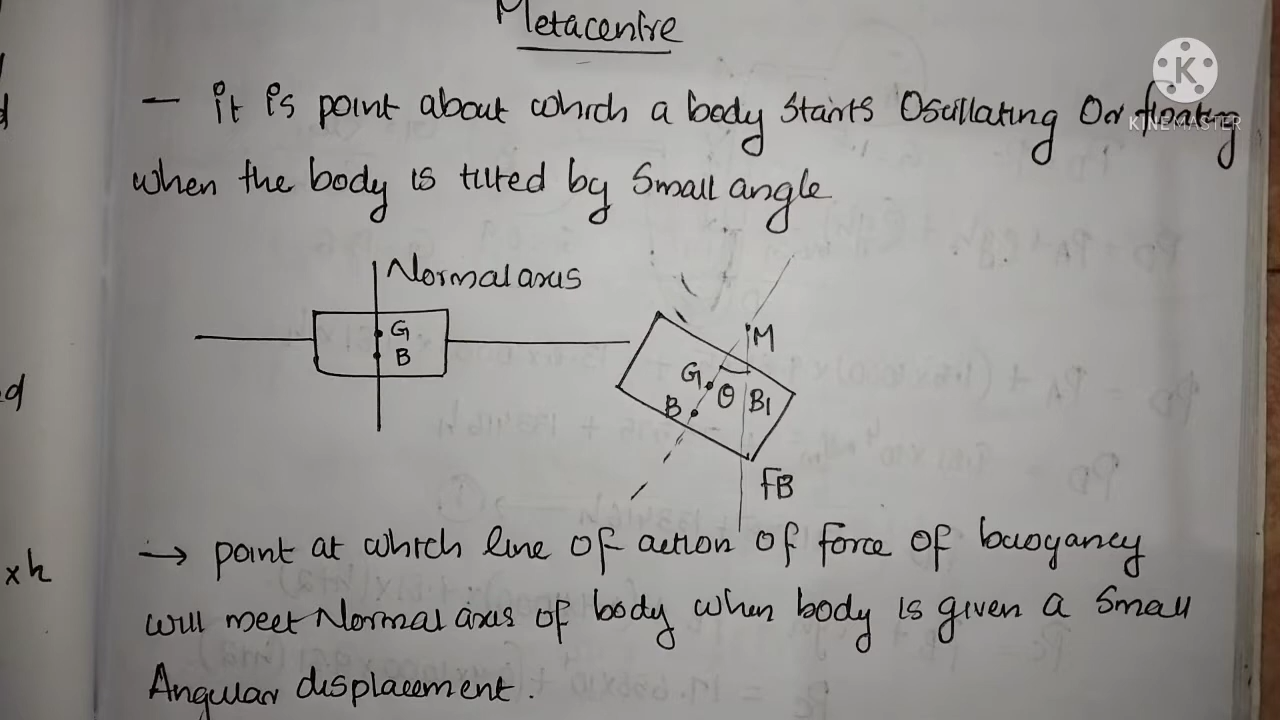 Metacentre
K
KINEMASTER
- it is point about which a body starts Oscillating Or floating
when the body is tilted by Small angle
Normal axis
G
B
M
G
B
θ
B1
FB
d
xh
→ point at which line of action of force of buoyancy
will meet Normal axis of body when body is given a Small
Angular displacement.